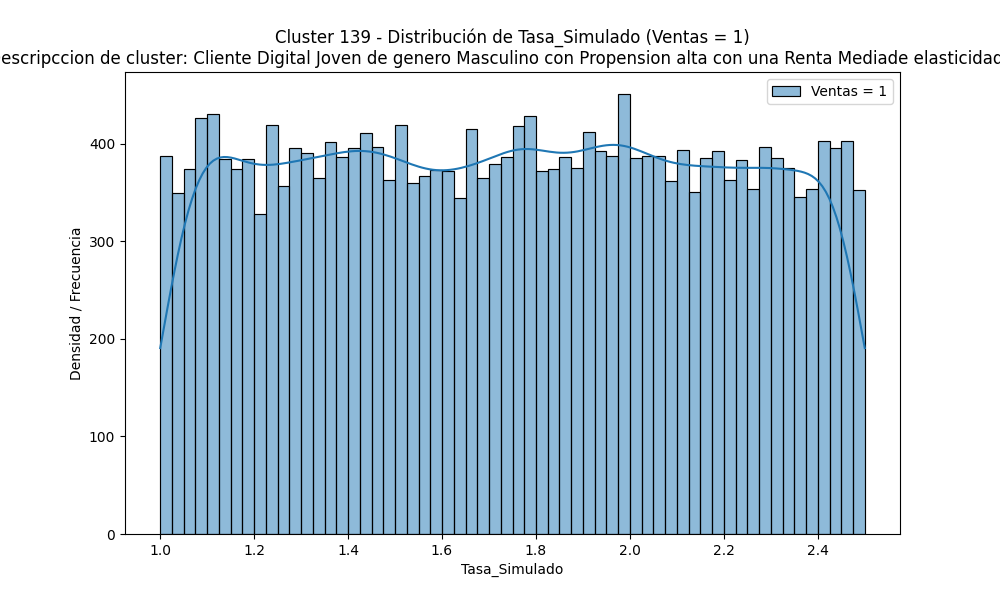 Cluster 139 - Distribución de Tasa_Simulado (Ventas = 1)
escripccion de cluster: Cliente Digital Joven de genero Masculino con Propension alta con una Renta Mediade elasticidad
Ventas = 1
Densidad / Frecuencia
400
300
200
100
0
1.0 1.2 1.4 1.6 1.8 2.0 2.2 2.4
Tasa_Simulado